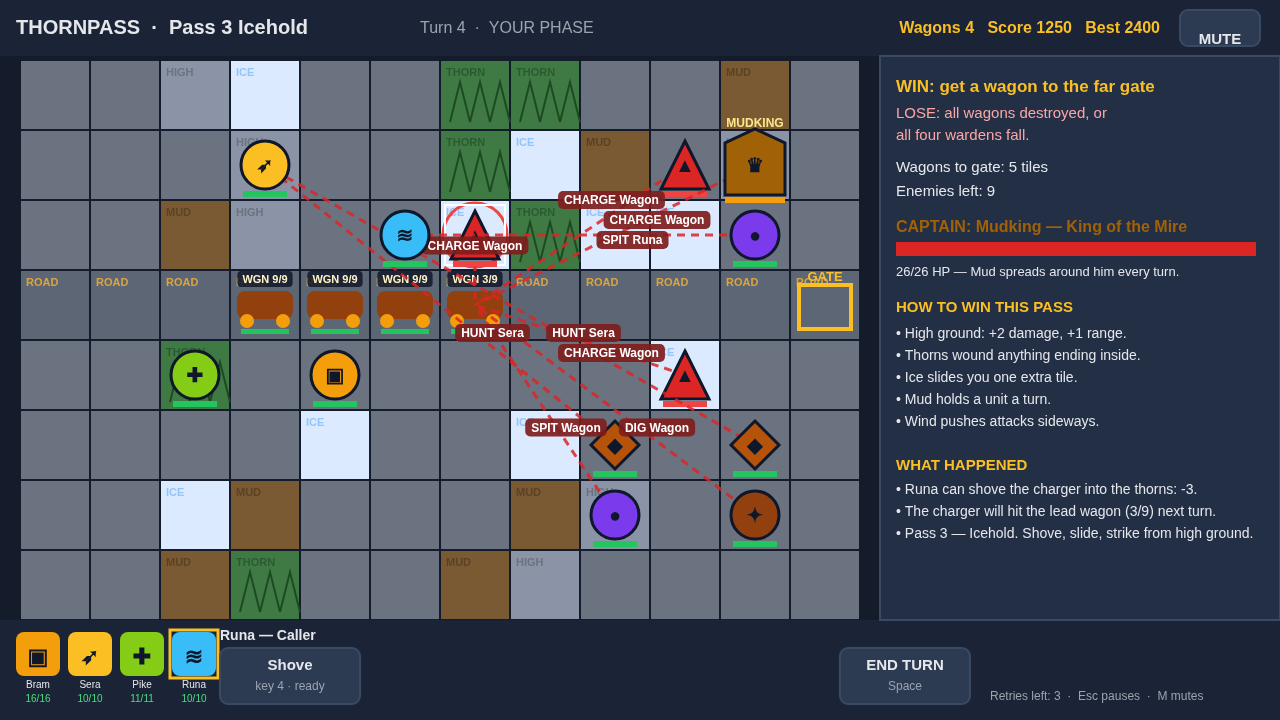 THORNPASS · Pass 3 Icehold
Turn 4 · YOUR PHASE
Wagons 4 Score 1250 Best 2400
MUTE
HIGH ICE THORN THORN MUD
MUDKING
HIGH THORN ICE MUD
CHARGE Wagon
MUD HIGH ICE THORN ICE
CHARGE Wagon
SPIT Runa
CHARGE Wagon
ROAD ROAD ROAD WGN 9/9 WGN 9/9 WGN 9/9 WGN 3/9 ROAD ROAD ROAD ROAD ROAD
GATE
HUNT Sera HUNT Sera
CHARGE Wagon
THORN
ICE
SPIT Wagon DIG Wagon
ICE MUD MUD HIGH
MUD THORN MUD HIGH
WIN: get a wagon to the far gate
LOSE: all wagons destroyed, or
all four wardens fall.
Wagons to gate: 5 tiles
Enemies left: 9
CAPTAIN: Mudking — King of the Mire
26/26 HP — Mud spreads around him every turn.
HOW TO WIN THIS PASS
• High ground: +2 damage, +1 range.
• Thorns wound anything ending inside.
• Ice slides you one extra tile.
• Mud holds a unit a turn.
• Wind pushes attacks sideways.
WHAT HAPPENED
• Runa can shove the charger into the thorns: -3.
• The charger will hit the lead wagon (3/9) next turn.
• Pass 3 — Icehold. Shove, slide, strike from high ground.
Bram Sera Pike Runa
16/16 10/10 11/11 10/10
Runa — Caller
Shove
key 4 · ready
END TURN
Space
Retries left: 3 · Esc pauses · M mutes